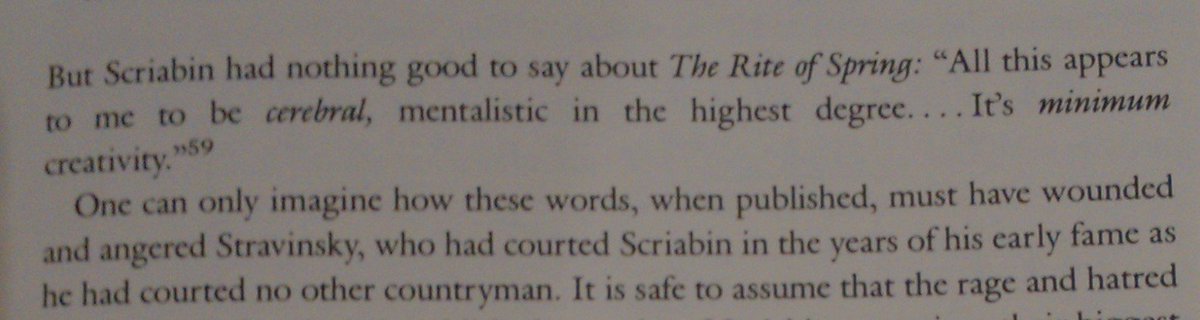 But Scriabin had nothing good to say about The Rite of Spring: “All this appears
to me to be cerebral, mentalistic in the highest degree.... It’s minimum
creativity.”59
One can only imagine how these words, when published, must have wounded
and angered Stravinsky, who had courted Scriabin in the years of his early fame as
he had courted no other countryman. It is safe to assume that the rage and hatred
biggest